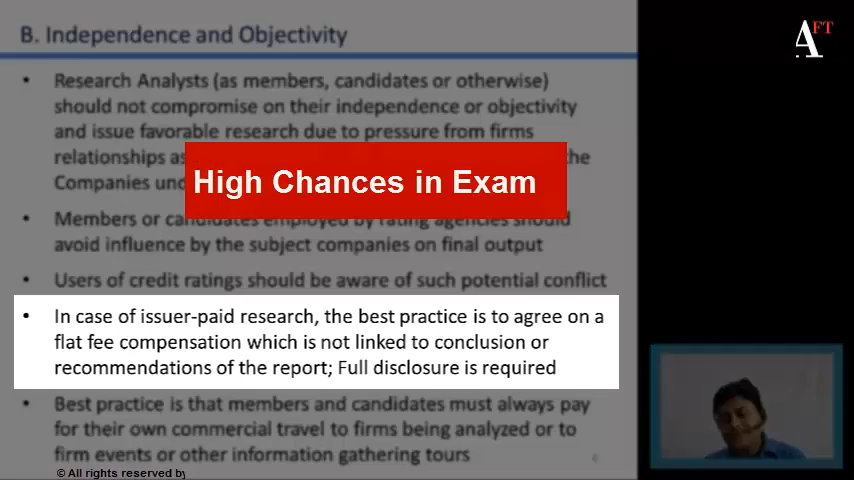 B. Independence and Objectivity
AFT
• Research Analysts (as members, candidates or otherwise)
should not compromise on their independence or objectivity
and issue favorable research due to pressure from firms
relationships as the
Companies und
High Chances in Exam
• Members or candidates employed by rating agencies should
avoid influence by the subject companies on final output
• Users of credit ratings should be aware of such potential conflict
• In case of issuer-paid research, the best practice is to agree on a
flat fee compensation which is not linked to conclusion or
recommendations of the report; Full disclosure is required
• Best practice is that members and candidates must always pay
for their own commercial travel to firms being analyzed or to
firm events or other information gathering tours
6
© All rights reserved by